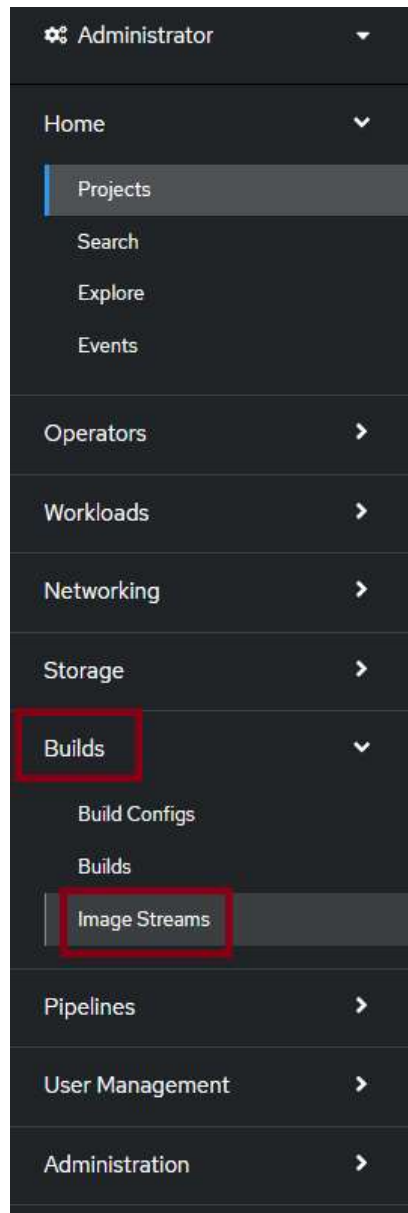 Administrator
Home
Projects
Search
Explore
Events
Operators
Workloads
Networking
Storage
Builds
Build Configs
Builds
Image Streams
Pipelines
User Management
Administration